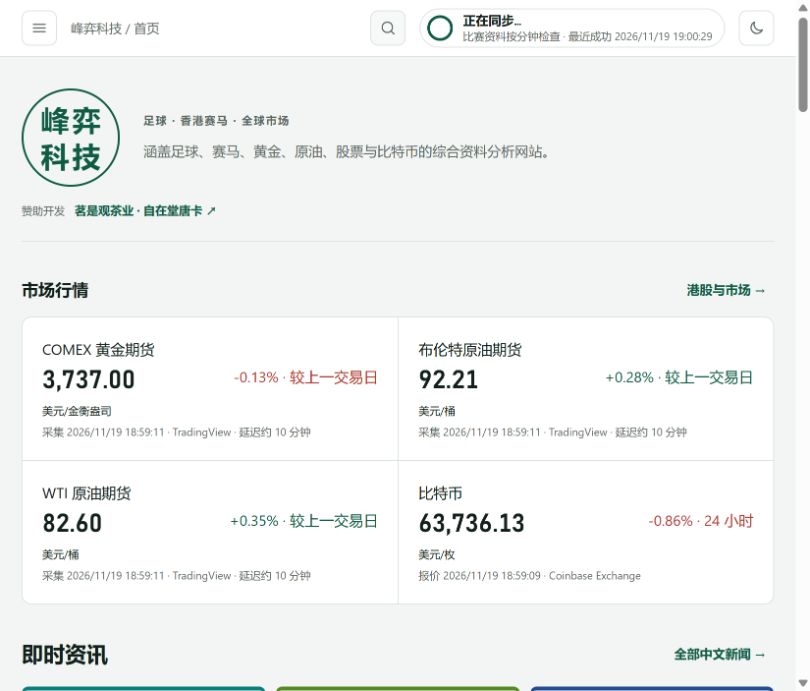 峰弈科技 / 首页
正在同步...
比赛资料按分钟检查 · 最近成功 2026/11/19 19:00:29
峰弈
科技
足球 · 香港赛马 · 全球市场
涵盖足球、赛马、黄金、原油、股票与比特币的综合资料分析网站。
赞助开发 茗是观茶业 · 自在堂唐卡 ↗
市场行情
港股与市场 →
COMEX 黄金期货
3,737.00
-0.13% · 较上一交易日
美元/金衡盎司
采集 2026/11/19 18:59:11 · TradingView · 延迟约 10 分钟
布伦特原油期货
92.21
+0.28% · 较上一交易日
美元/桶
采集 2026/11/19 18:59:11 · TradingView · 延迟约 10 分钟
WTI 原油期货
82.60
+0.35% · 较上一交易日
美元/桶
采集 2026/11/19 18:59:11 · TradingView · 延迟约 10 分钟
比特币
63,736.13
-0.86% · 24 小时
美元/枚
报价 2026/11/19 18:59:09 · Coinbase Exchange
即时资讯
全部中文新闻 →